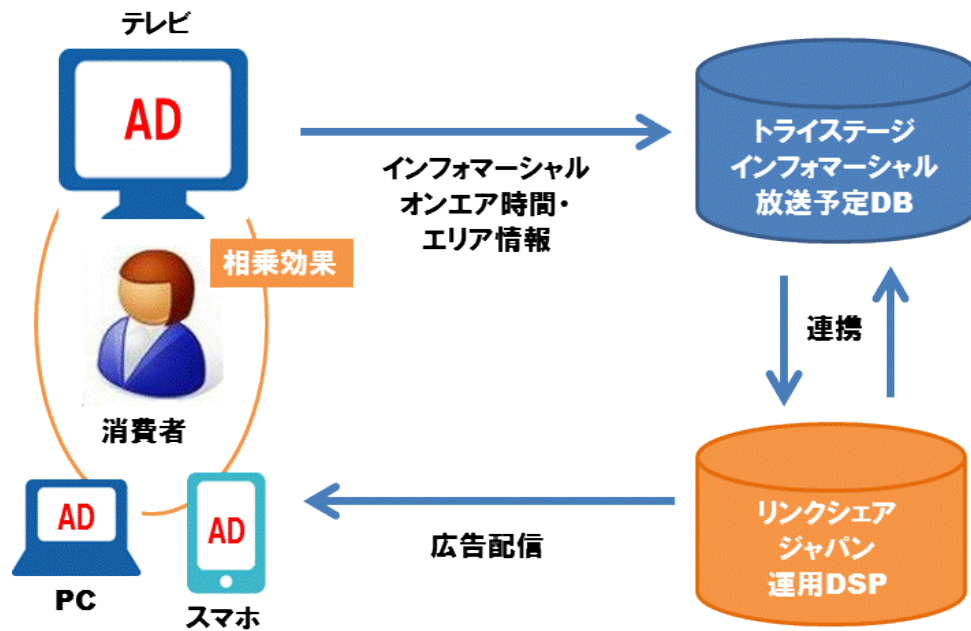 テレビ
AD
インフォマーシャル
オンエア時間・
エリア情報
トライステージ
インフォマーシャル
放送予定DB
相乗効果
消費者
連携
AD
PC
AD
スマホ
広告配信
リンクシェア
ジャパン
運用DSP